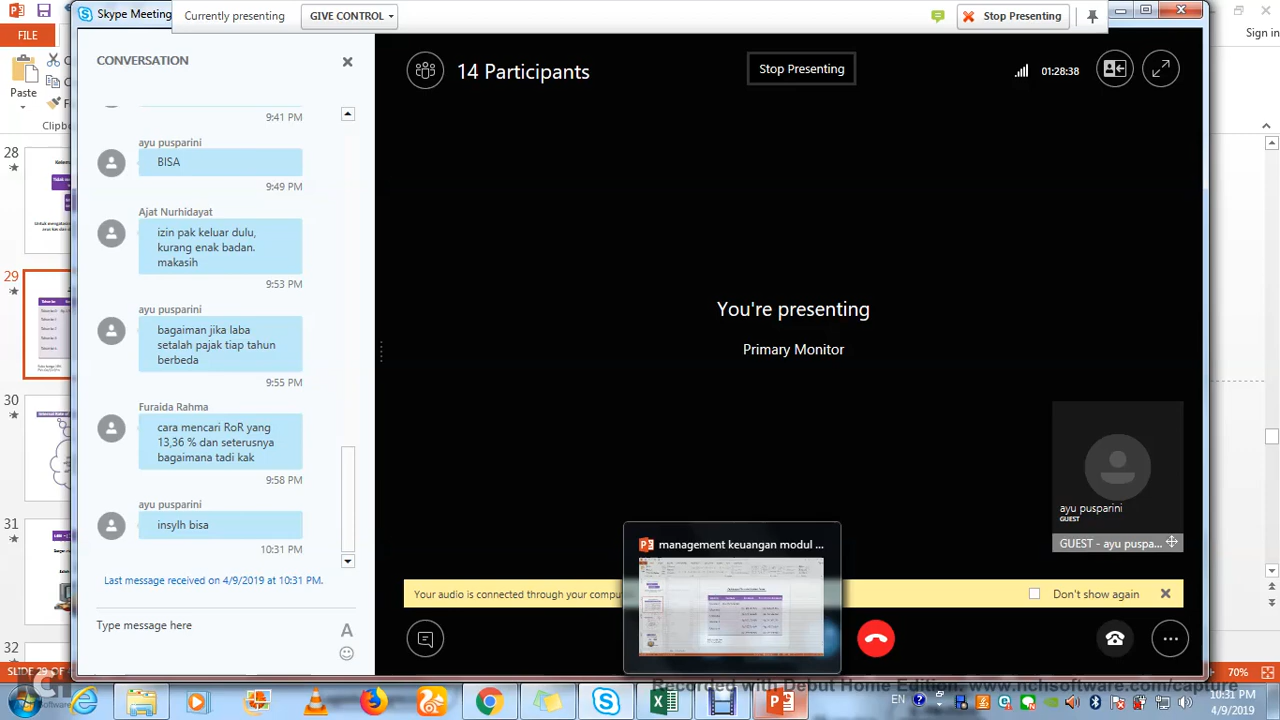 Skype Meeting
Currently presenting
GIVE CONTROL
Stop Presenting
Sign in
FILE
Paste
Clipb
CONVERSATION
14 Participants
Stop Presenting
01:28:38
9:41 PM
ayu pusparini
BISA
9:49 PM
Ajat Nurhidayat
izin pak keluar dulu,
kurang enak badan.
makasih
9:53 PM
ayu pusparini
bagaiman jika laba
setalah pajak tiap tahun
berbeda
9:55 PM
Furaida Rahma
cara mencari RoR yang
13,36 % dan seterusnya
bagaimana tadi kak
9:58 PM
ayu pusparini
insylh bisa
10:31 PM
Last message received on 4/9/2019 at 10:31 PM.
Type message here
28
29
30
31
32
You're presenting
Primary Monitor
ayu pusparini
GUEST
GUEST - ayu puspa...
management keuangan modul ...
Your audio is connected through your compu
Don't show again
SLIDE 29 OF
70%
Recorded with Debut Home Edition. www.nchsoftware.com/capture
EN
10:31 PM
4/9/2019